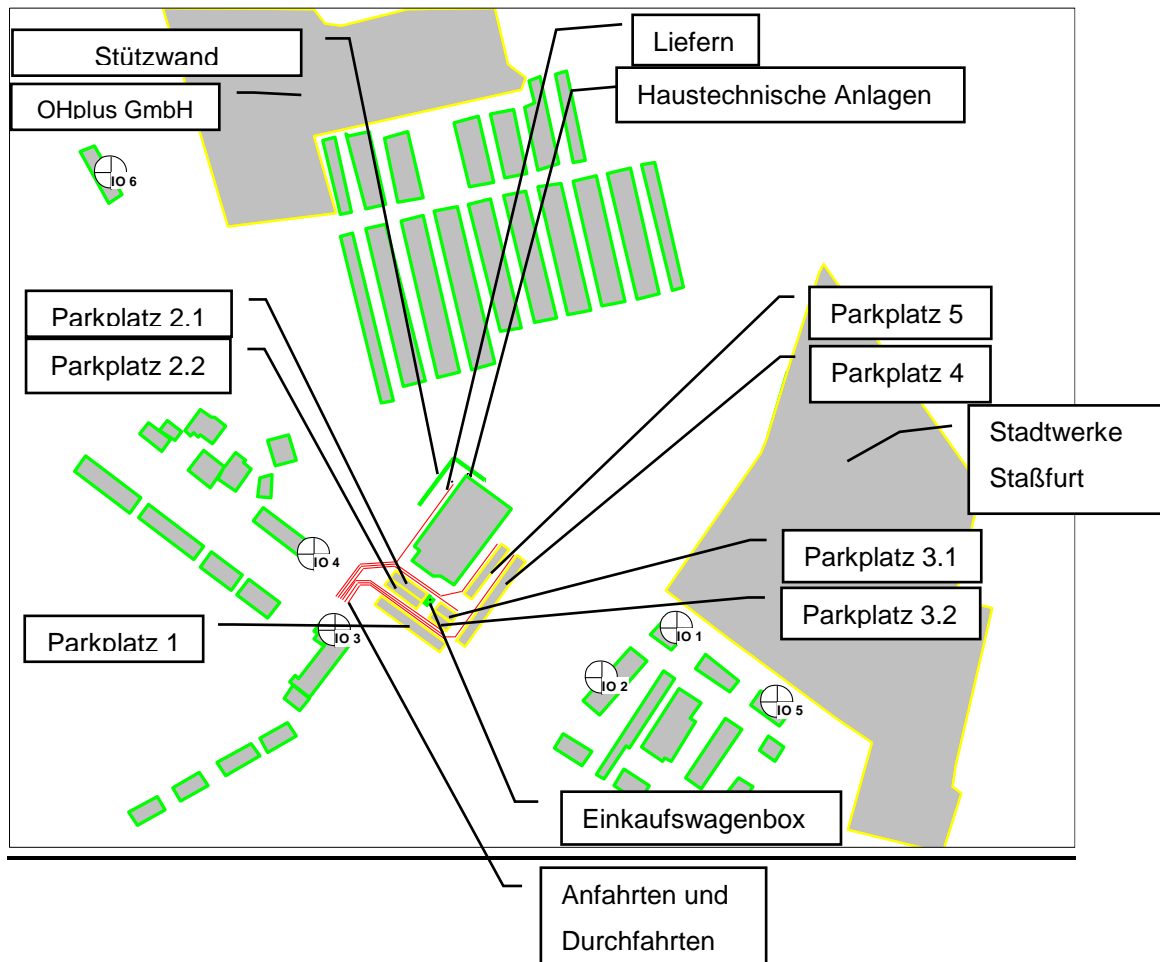 Stützwand
Liefern
OHplus GmbH
Haustechnische Anlagen
IO 6
Parkplatz 2.1
Parkplatz 2.2
Parkplatz 5
Parkplatz 4
Stadtwerke
Staßfurt
Parkplatz 3.1
Parkplatz 3.2
IO 4
IO 3
IO 1
IO 2
IO 5
Parkplatz 1
Einkaufswagenbox
Anfahrten und
Durchfahrten